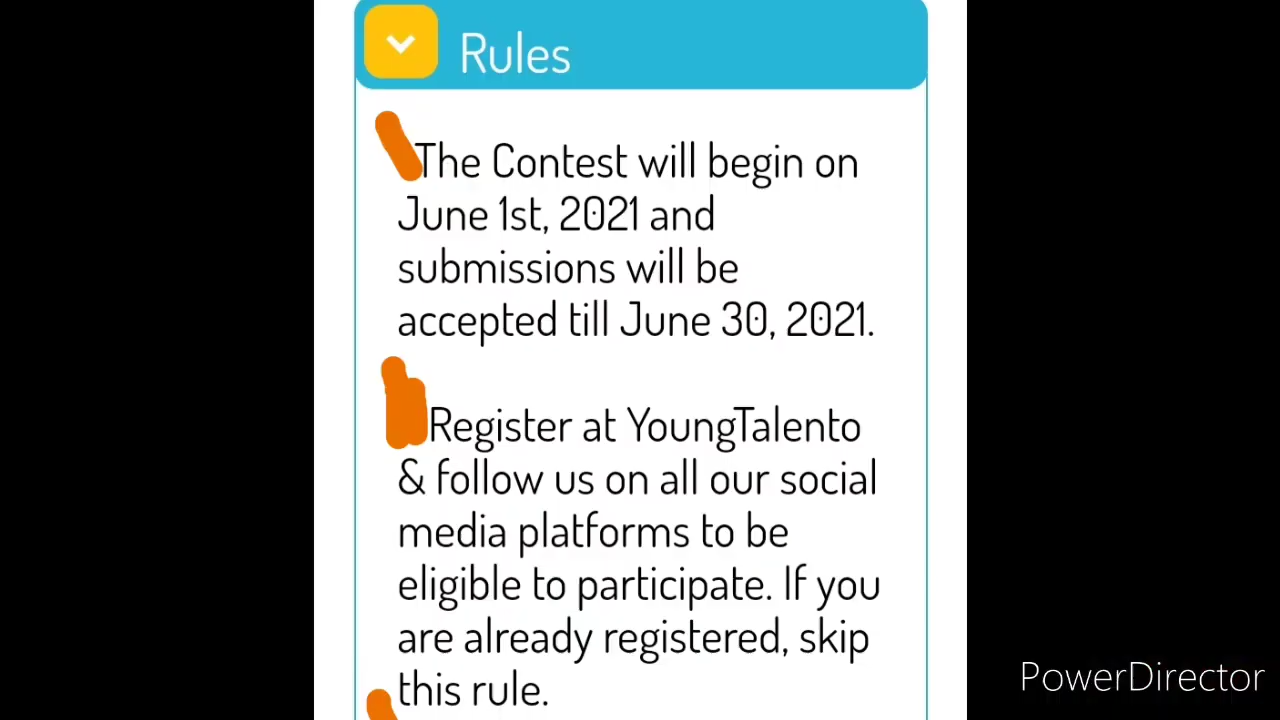 Rules
The Contest will begin on
June 1st, 2021 and
submissions will be
accepted till June 30, 2021.
Register at YoungTalento
& follow us on all our social
media platforms to be
eligible to participate. If you
are already registered, skip
this rule.
PowerDirector